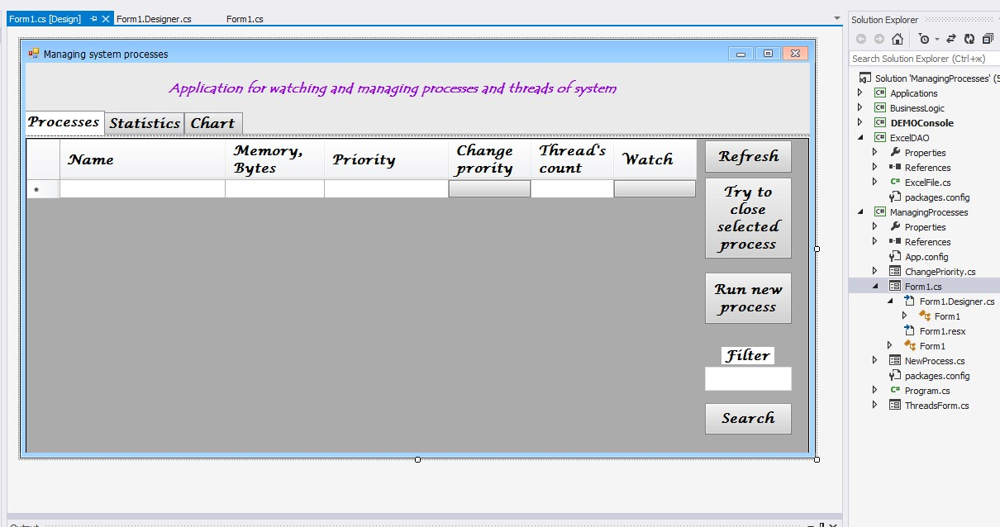 Form1.cs [Design]
Form1.Designer.cs
Form1.cs
Managing system processes
Application for watching and managing processes and threads of system
Processes
Statistics
Chart
Name
Memory,
Bytes
Priority
Change
prority
Thread's
count
Watch
*
Refresh
Try to
close
selected
process
Run new
process
Filter
Search
Solution Explorer
Search Solution Explorer (Ctrl+ж)
Solution 'ManagingProcesses' (5
C# Applications
C# BusinessLogic
C# DEMOConsole
C# ExcelDAO
Properties
References
C# ExcelFile.cs
packages.config
C# ManagingProcesses
Properties
References
App.config
ChangePriority.cs
Form1.cs
Form1.Designer.cs
Form1
Form1.resx
Form1
NewProcess.cs
packages.config
C# Program.cs
ThreadsForm.cs
Output